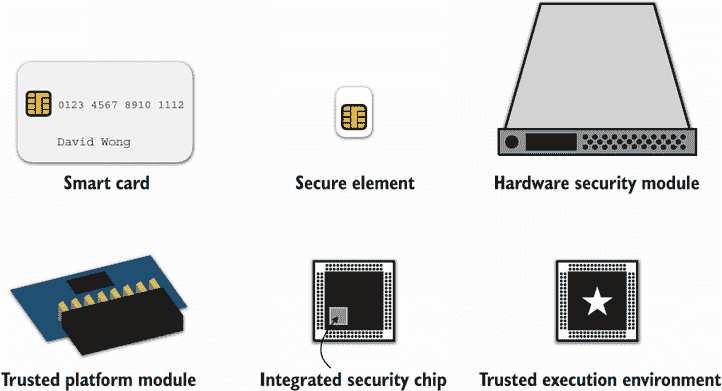 0123 4567 8910 1112
David Wong
Smart card
Secure element
Hardware security module
Trusted platform module
Integrated security chip
Trusted execution environment